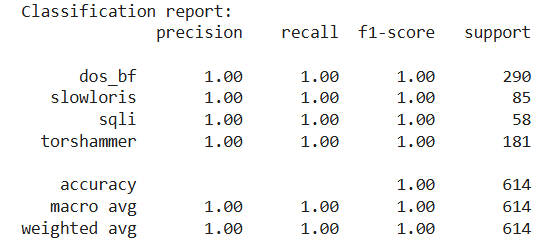 Classification report:
precision recall f1-score support
dos_bf 1.00 1.00 1.00 290
slowloris 1.00 1.00 1.00 85
sqli 1.00 1.00 1.00 58
torshammer 1.00 1.00 1.00 181
accuracy 1.00 614
macro avg 1.00 1.00 1.00 614
weighted avg 1.00 1.00 1.00 614